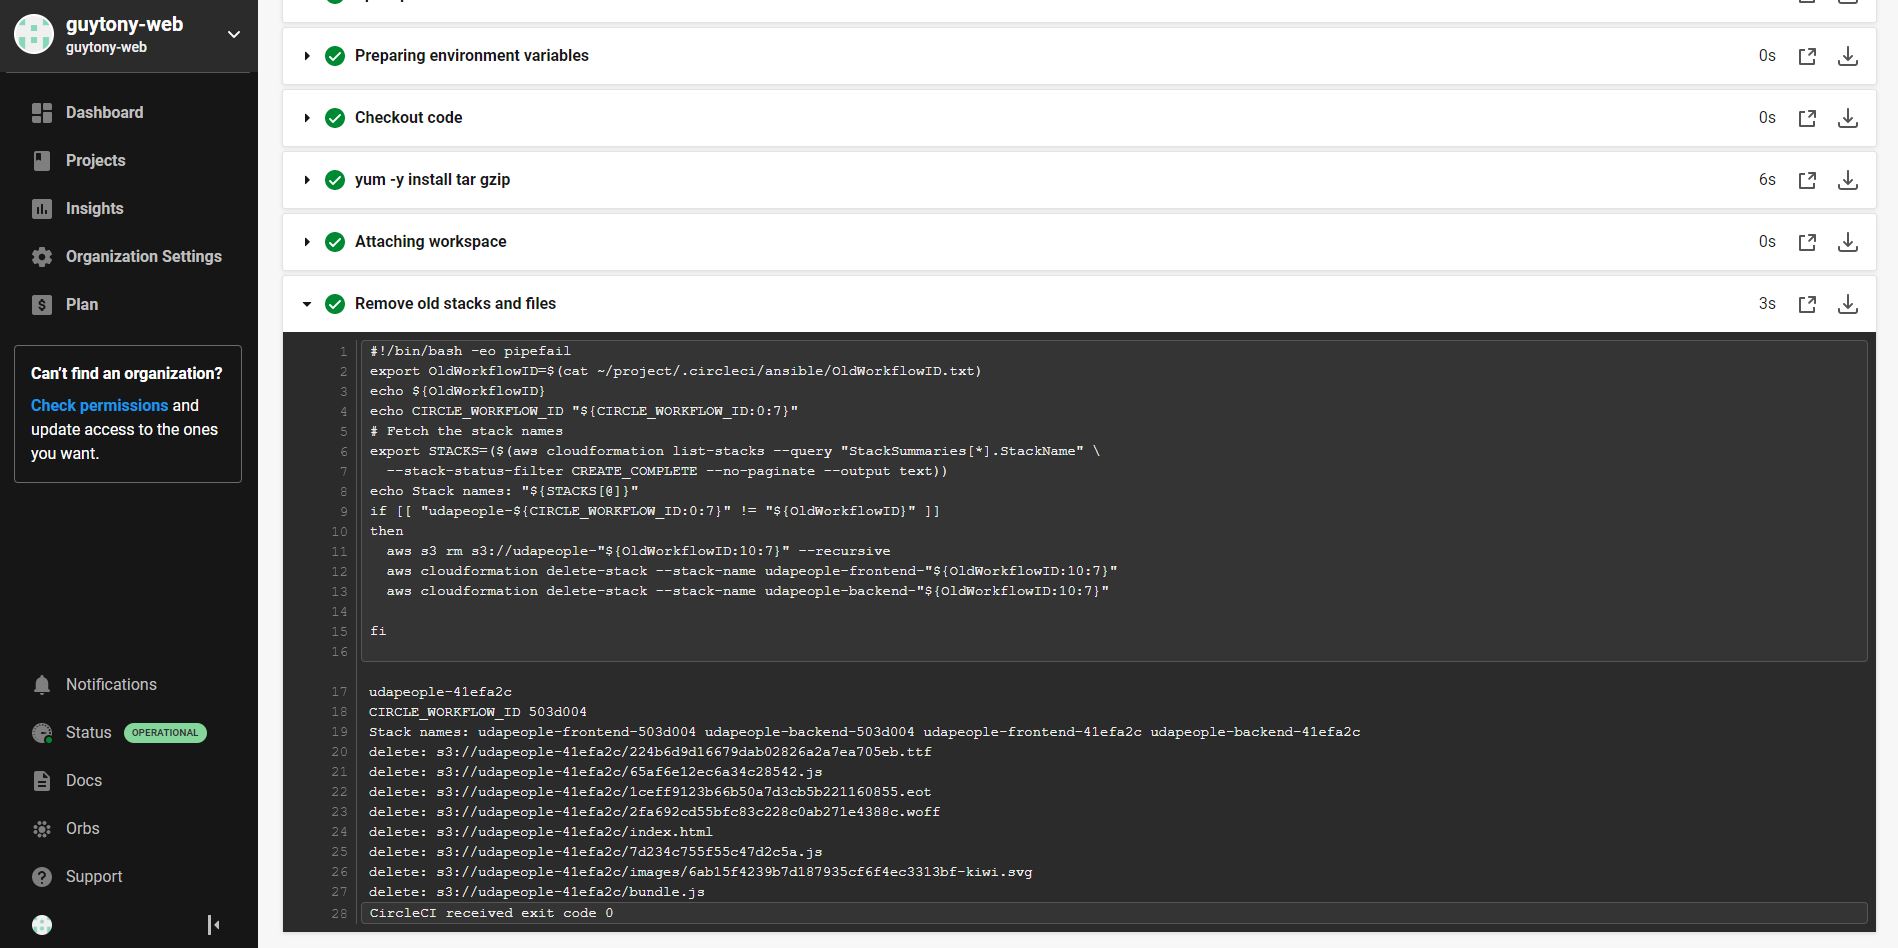 guytony-web
guytony-web
Dashboard
Projects
Insights
Organization Settings
Plan
Can't find an organization?
Check permissions and
update access to the ones
you want.
Notifications
Status OPERATIONAL
Docs
Orbs
Support
Preparing environment variables 0s
Checkout code 0s
yum -y install tar gzip 6s
Attaching workspace 0s
Remove old stacks and files 3s
1 #!/bin/bash -eo pipefail
2 export OldWorkflowID=$(cat ~/project/.circleci/ansible/OldWorkflowID.txt)
3 echo ${OldWorkflowID}
4 echo CIRCLE_WORKFLOW_ID "${CIRCLE_WORKFLOW_ID:0:7}"
5 # Fetch the stack names
6 export STACKS=($(aws cloudformation list-stacks --query "StackSummaries[*].StackName" \
7 --stack-status-filter CREATE_COMPLETE --no-paginate --output text))
8 echo Stack names: "${STACKS[@]}"
9 if [[ "udapeople-${CIRCLE_WORKFLOW_ID:0:7}" != "${OldWorkflowID}" ]]
10 then
11 aws s3 rm s3://udapeople-"${OldWorkflowID:10:7}" --recursive
12 aws cloudformation delete-stack --stack-name udapeople-frontend-"${OldWorkflowID:10:7}"
13 aws cloudformation delete-stack --stack-name udapeople-backend-"${OldWorkflowID:10:7}"
14
15 fi
16
17 udapeople-41efa2c
18 CIRCLE_WORKFLOW_ID 503d004
19 Stack names: udapeople-frontend-503d004 udapeople-backend-503d004 udapeople-frontend-41efa2c udapeople-backend-41efa2c
20 delete: s3://udapeople-41efa2c/224b6d9d16679dab02826a2a7ea705eb.ttf
21 delete: s3://udapeople-41efa2c/65af6e12ec6a34c28542.js
22 delete: s3://udapeople-41efa2c/1ceff9123b66b50a7d3cb5b221160855.eot
23 delete: s3://udapeople-41efa2c/2fa692cd55bfc83c228c0ab271e4388c.woff
24 delete: s3://udapeople-41efa2c/index.html
25 delete: s3://udapeople-41efa2c/7d234c755f55c47d2c5a.js
26 delete: s3://udapeople-41efa2c/images/6ab15f4239b7d187935cf6f4ec3313bf-kiwi.svg
27 delete: s3://udapeople-41efa2c/bundle.js
28 CircleCI received exit code 0